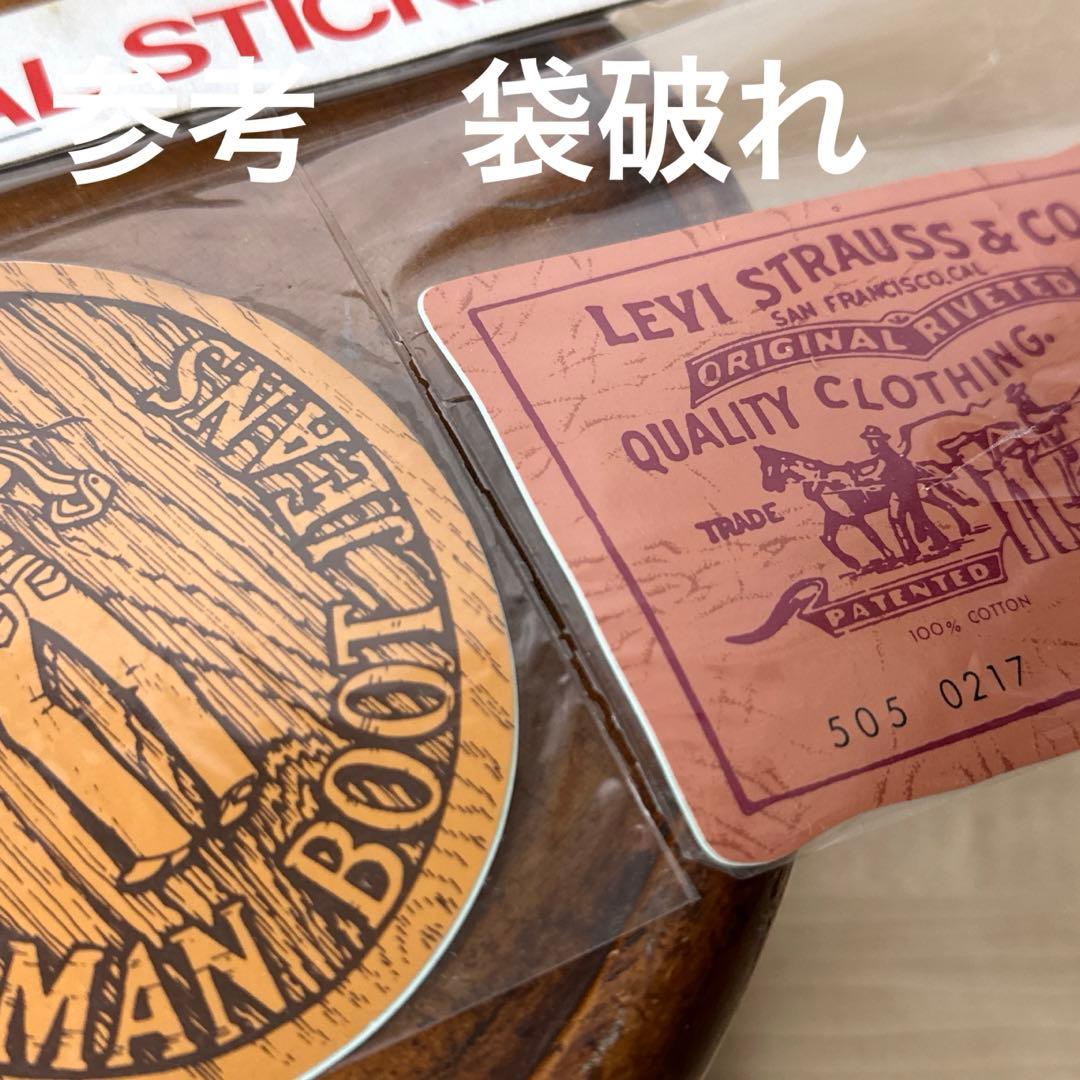 AL STICK
参考 袋破れ
LEVI STRAUSS & CO
SAN FRANCISCO, CAL
ORIGINAL RIVETED
QUALITY CLOTHING.
TRADE
PATENTED
100% COTTON
505 0217
MAN BOOT JEANS